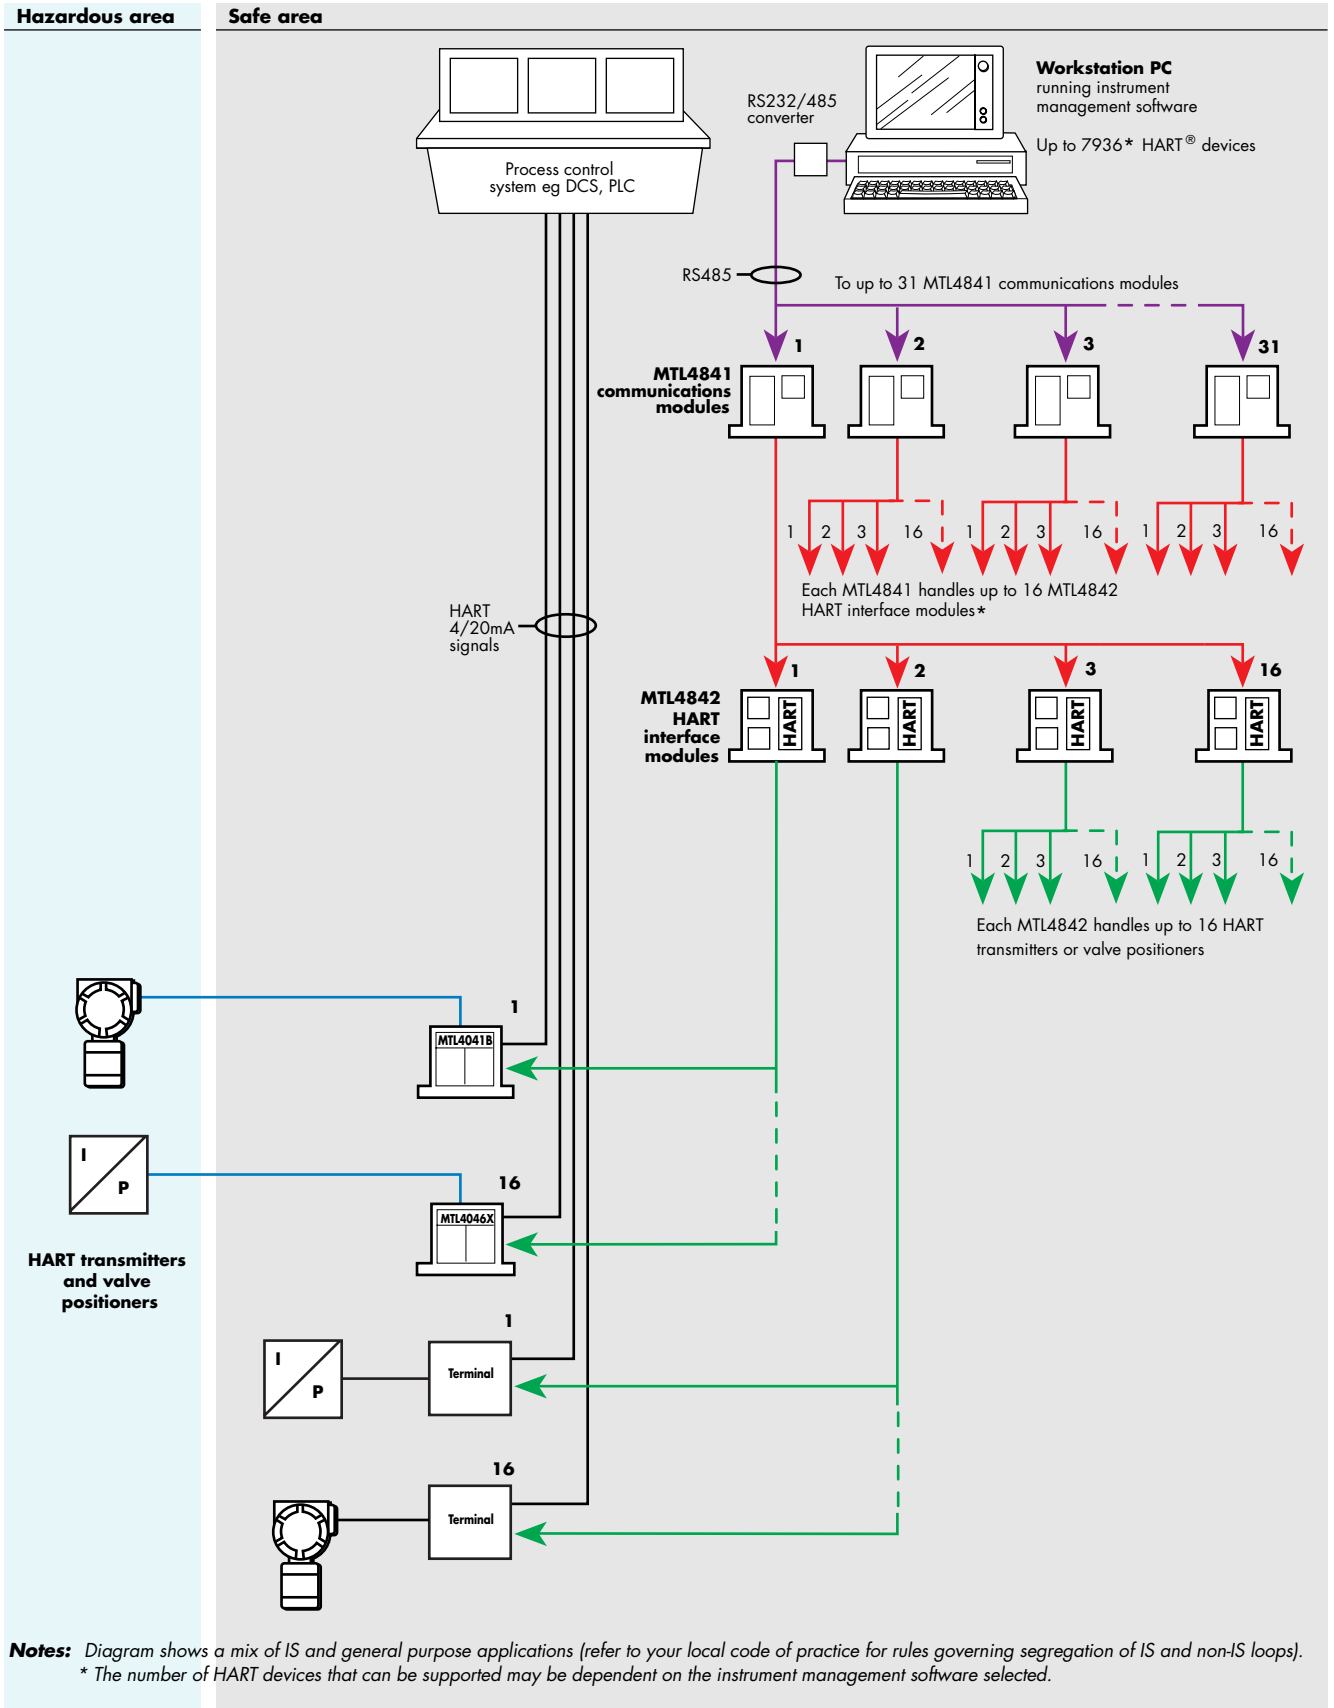 Hazardous area
Safe area
Process control
system eg DCS, PLC
RS232/485
converter
Workstation PC
running instrument
management software
Up to 7936* HART® devices
RS485
To up to 31 MTL4841 communications modules
1
2
3
31
MTL4841
communications
modules
1
2
3
16
1
2
3
16
1
2
3
16
Each MTL4841 handles up to 16 MTL4842
HART interface modules*
HART
4/20mA
signals
1
2
3
16
MTL4842
HART
interface
modules
HART
HART
HART
HART
1
2
3
16
1
2
3
16
Each MTL4842 handles up to 16 HART
transmitters or valve positioners
1
MTL4041B
I
P
16
MTL4046X
HART transmitters
and valve
positioners
1
I
P
Terminal
16
Terminal
Notes: Diagram shows a mix of IS and general purpose applications (refer to your local code of practice for rules governing segregation of IS and non-IS loops).
* The number of HART devices that can be supported may be dependent on the instrument management software selected.